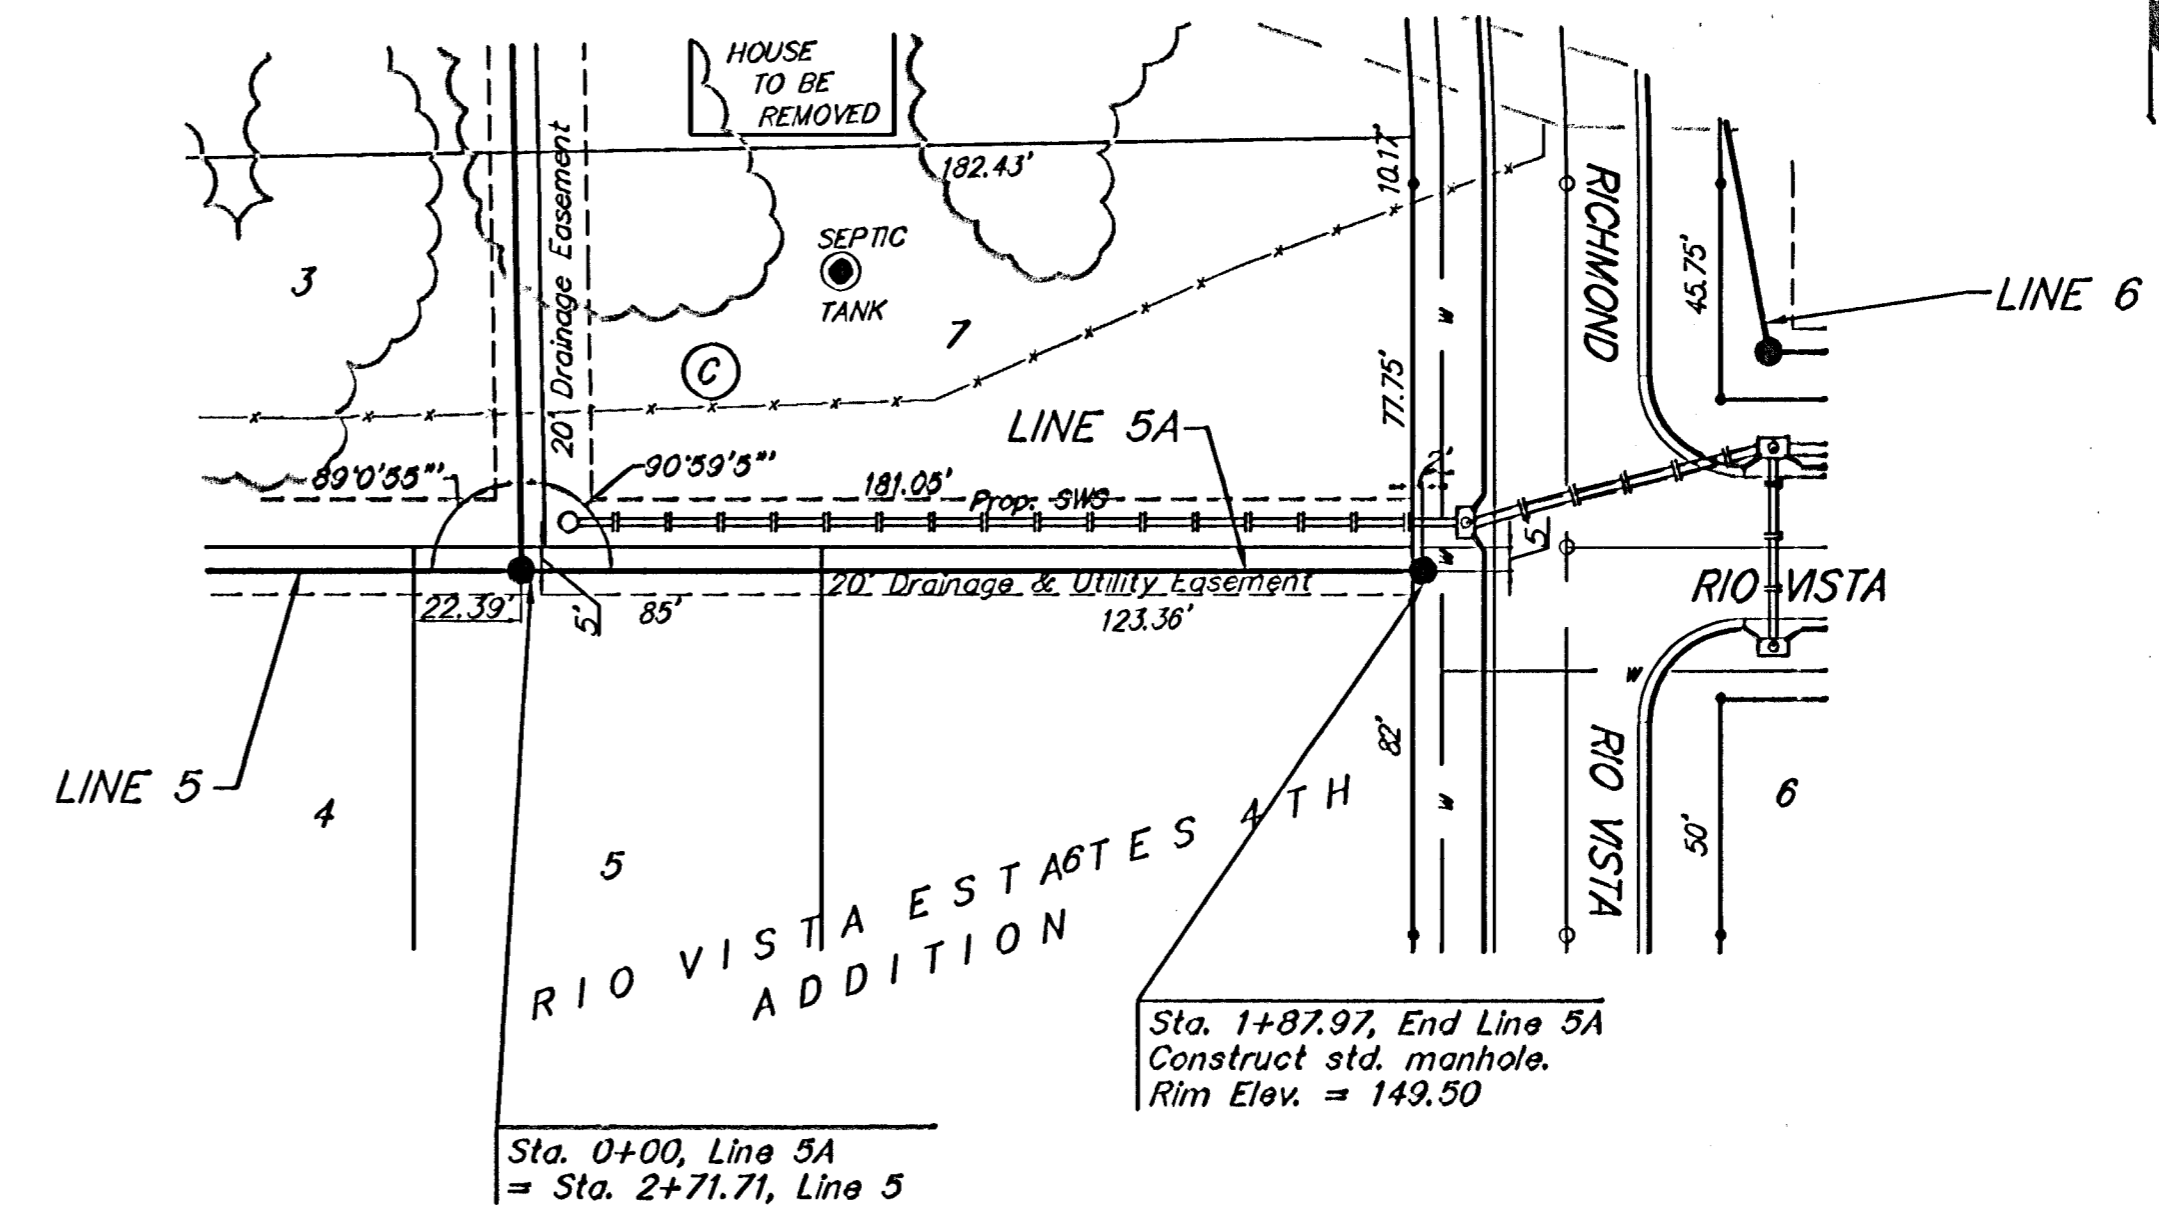 HOUSE
TO BE
REMOVED
182.43'
10.17'
20' Drainage Easement
SEPTIC
TANK
3
7
C
RICHMOND
45.75'
LINE 6
77.75'
LINE 5A
89°0'55"'
90°59'5"'
181.05'
Prop. SWS
2'
5'
W
W
20' Drainage & Utility Easement
RIO VISTA
22.39'
5'
85'
123.36'
W
82'
W
RIO VISTA
50'
6
LINE 5
4
5
6
RIO VISTA ESTATES 4TH
ADDITION
Sta. 1+87.97, End Line 5A
Construct std. manhole.
Rim Elev. = 149.50
Sta. 0+00, Line 5A
= Sta. 2+71.71, Line 5